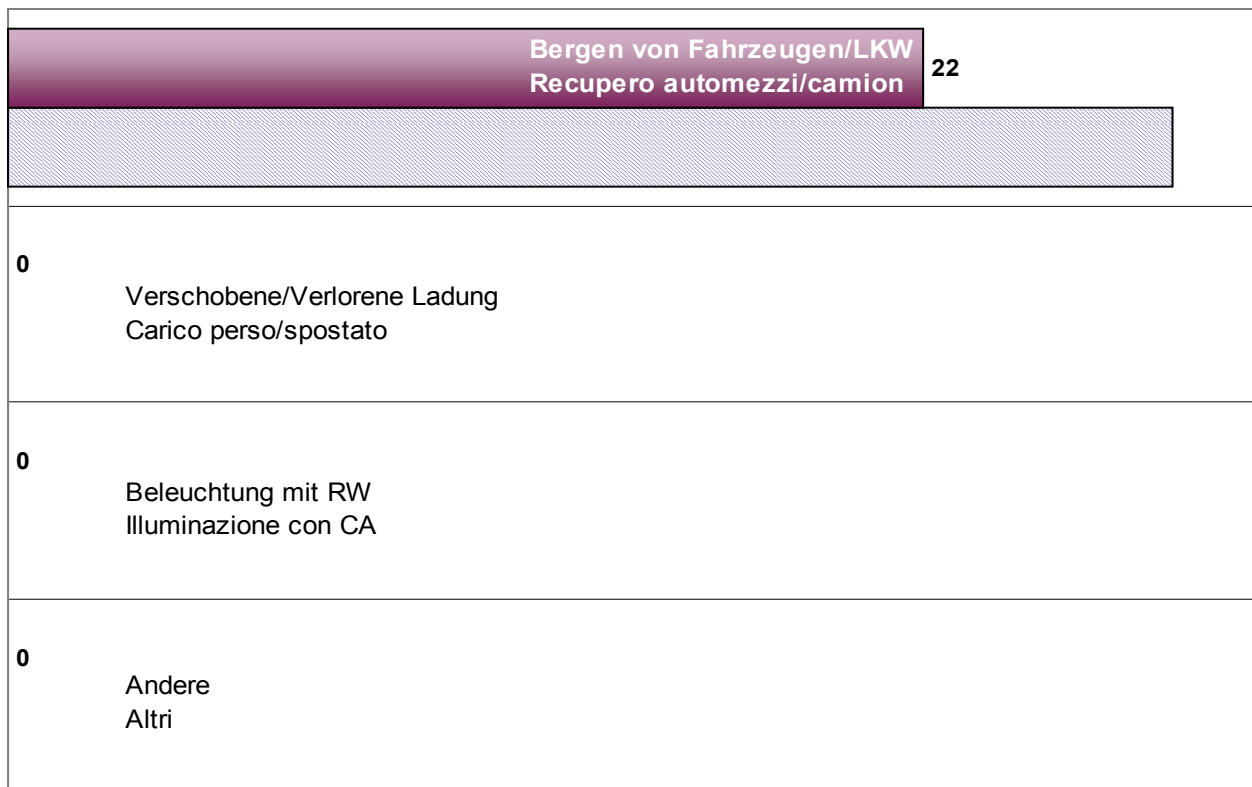 Bergen von Fahrzeugen/LKW
Recupero automezzi/camion
22
0
Verschobene/Verlorene Ladung
Carico perso/spostato
0
Beleuchtung mit RW
Illuminazione con CA
0
Andere
Altri